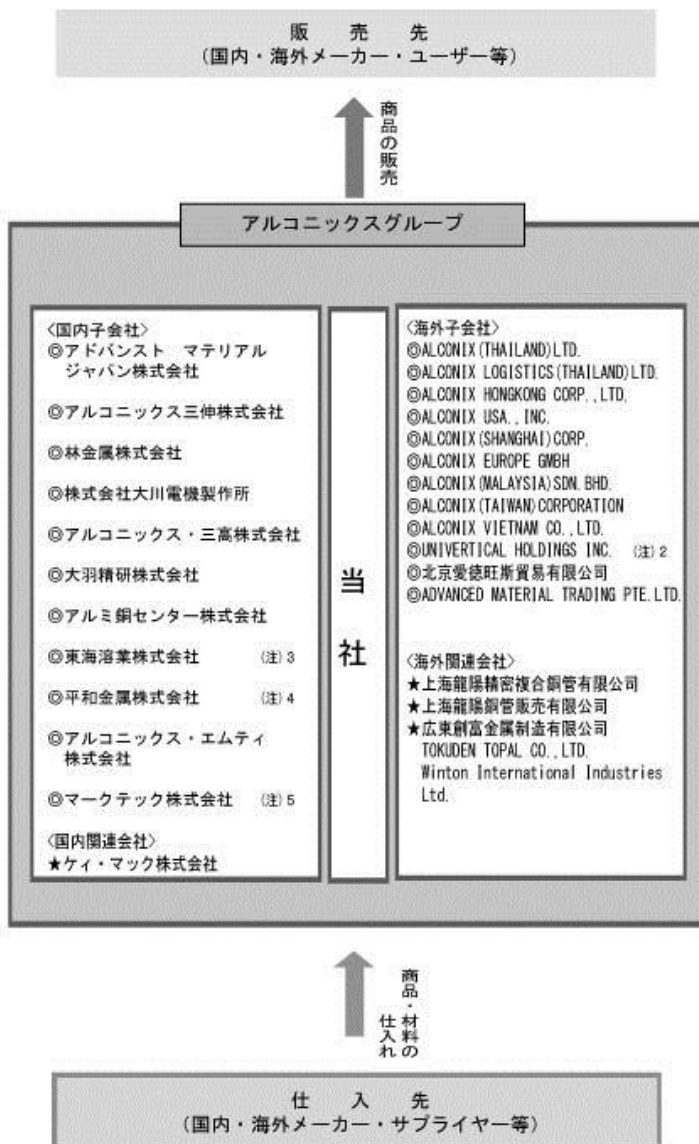 販 売 先
(国内・海外メーカー・ユーザー等)
商品の販売
アルコニックスグループ
〈国内子会社〉
◎アドバンスト マテリアル
ジャパン株式会社
◎アルコニックス三伸株式会社
◎林金属株式会社
◎株式会社大川電機製作所
◎アルコニックス・三高株式会社
◎大羽精研株式会社
◎アルミ銅センター株式会社
◎東海溶業株式会社 (注)3
◎平和金属株式会社 (注)4
◎アルコニックス・エムティ
株式会社
◎マークテック株式会社 (注)5
〈国内関連会社〉
★ケィ・マック株式会社
当
社
〈海外子会社〉
◎ALCONIX(THAILAND)LTD.
◎ALCONIX LOGISTICS(THAILAND)LTD.
◎ALCONIX HONGKONG CORP.,LTD.
◎ALCONIX USA.,INC.
◎ALCONIX(SHANGHAI)CORP.
◎ALCONIX EUROPE GMBH
◎ALCONIX(MALAYSIA)SDN.BHD.
◎ALCONIX(TAIWAN)CORPORATION
◎ALCONIX VIETNAM CO.,LTD.
◎UNIVERTICAL HOLDINGS INC. (注)2
◎北京愛徳旺斯貿易有限公司
◎ADVANCED MATERIAL TRADING PTE.LTD.
〈海外関連会社〉
★上海龍陽精密複合銅管有限公司
★上海龍陽銅管販売有限公司
★広東創富金属制造有限公司
TOKUDEN TOPAL CO.,LTD.
Winton International Industries
Ltd.
商品・材料の
仕入れ
仕 入 先
(国内・海外メーカー・サプライヤー等)